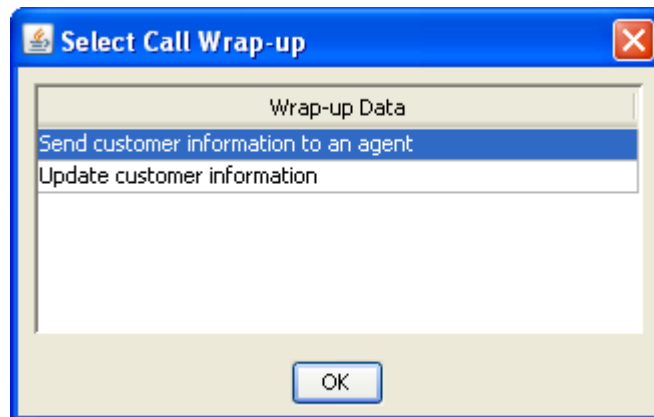 Select Call Wrap-up
Wrap-up Data
Send customer information to an agent
Update customer information
OK